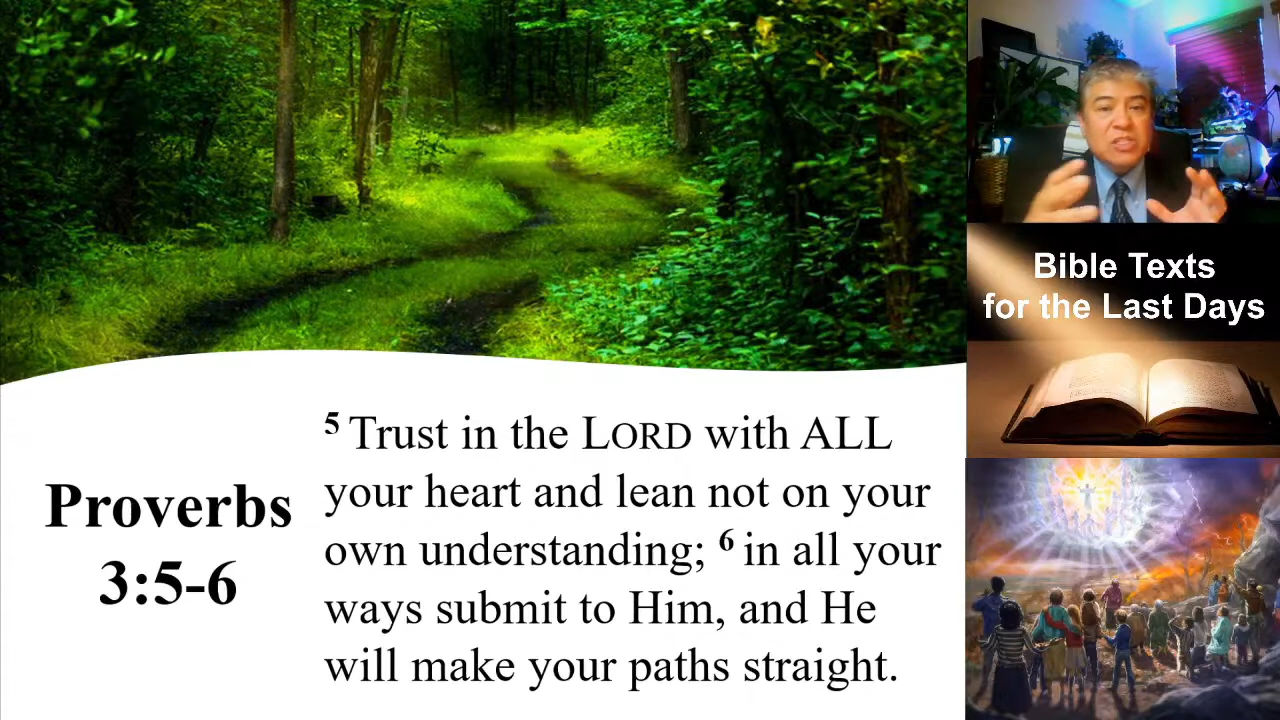 Bible Texts
for the Last Days
Proverbs
3:5-6
5 Trust in the LORD with ALL
your heart and lean not on your
own understanding; 6 in all your
ways submit to Him, and He
will make your paths straight.